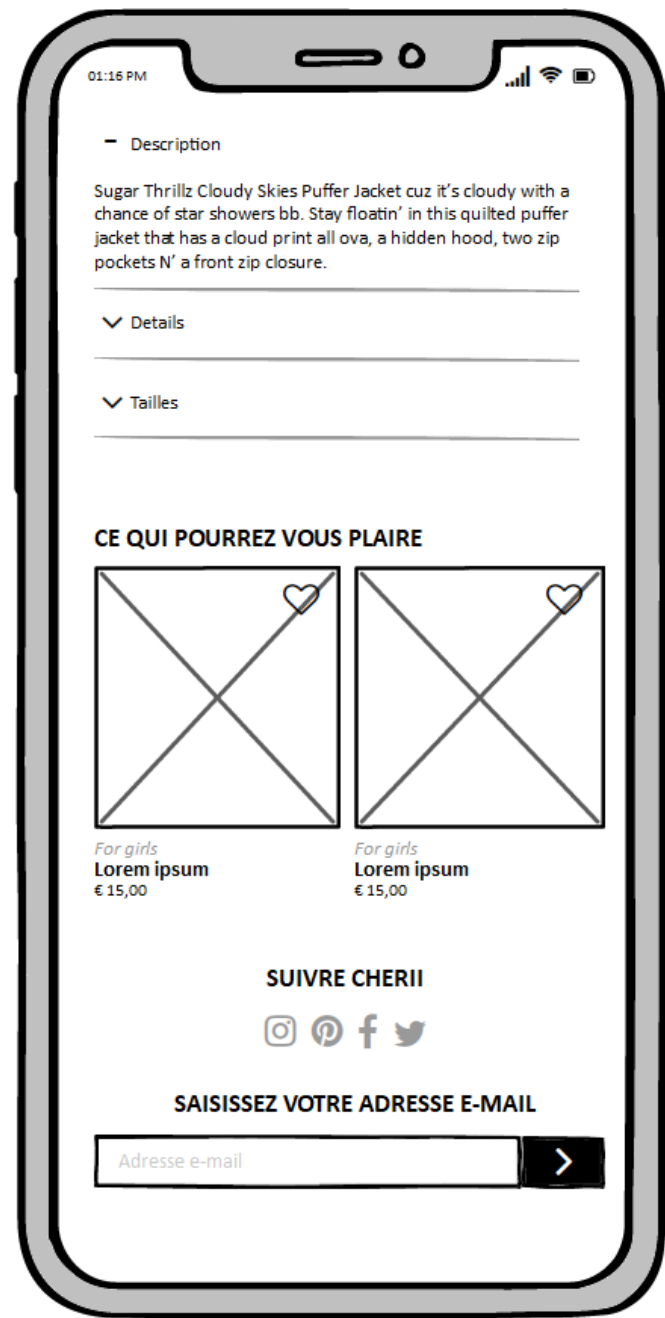 01:16 PM
Description
Sugar Thrillz Cloudy Skies Puffer Jacket cuz it's cloudy with a
chance of star showers bb. Stay floatin' in this quilted puffer
jacket that has a cloud print all ova, a hidden hood, two zip
pockets N' a front zip closure.
Details
Tailles
CE QUI POURREZ VOUS PLAIRE
For girls
Lorem ipsum
€ 15,00
For girls
Lorem ipsum
€ 15,00
SUIVRE CHERII
SAISISSEZ VOTRE ADRESSE E-MAIL
Adresse e-mail